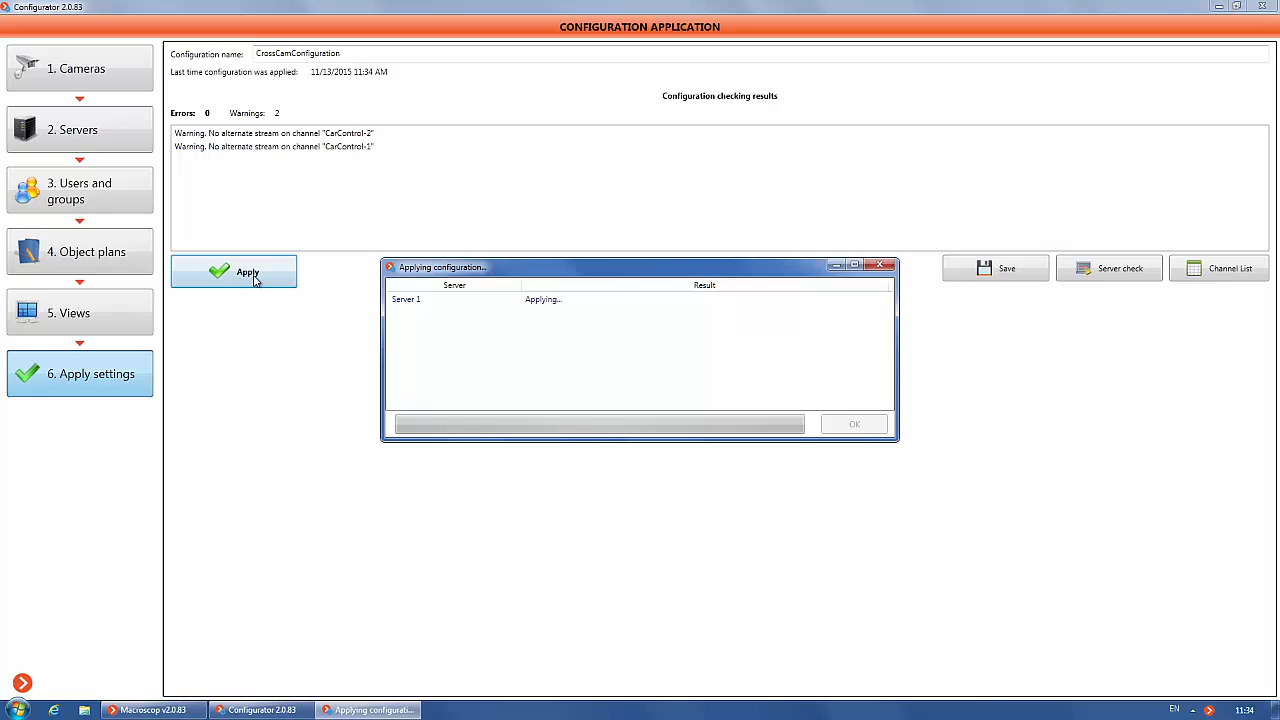 Configurator 2.0.83
CONFIGURATION APPLICATION
1. Cameras
2. Servers
3. Users and
groups
4. Object plans
5. Views
6. Apply settings
Configuration name: CrossCamConfiguration
Last time configuration was applied: 11/13/2015 11:34 AM
Configuration checking results
Errors: 0 Warnings: 2
Warning. No alternate stream on channel "CarControl-2"
Warning. No alternate stream on channel "CarControl-1"
Apply
Save
Server check
Channel List
Applying configuration...
Server Result
Server 1 Applying...
OK
Macroscop v2.0.83
Configurator 2.0.83
Applying configurati...
EN
11:34